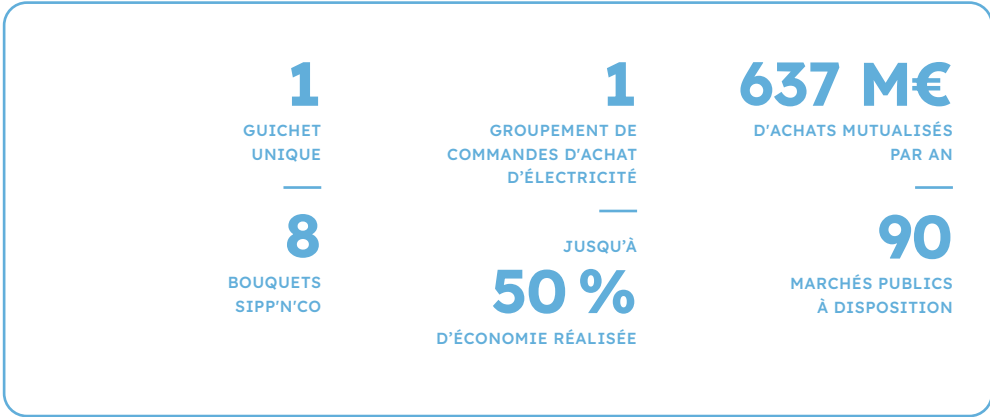 1
GUICHET
UNIQUE
8
BOUQUETS
SIPP'N'CO
1
GROUPEMENT DE
COMMANDES D'ACHAT
D’ÉLECTRICITÉ
JUSQU’À
50 %
D’ÉCONOMIE RÉALISÉE
637 M€
D'ACHATS MUTUALISÉS
PAR AN
90
MARCHÉS PUBLICS
À DISPOSITION